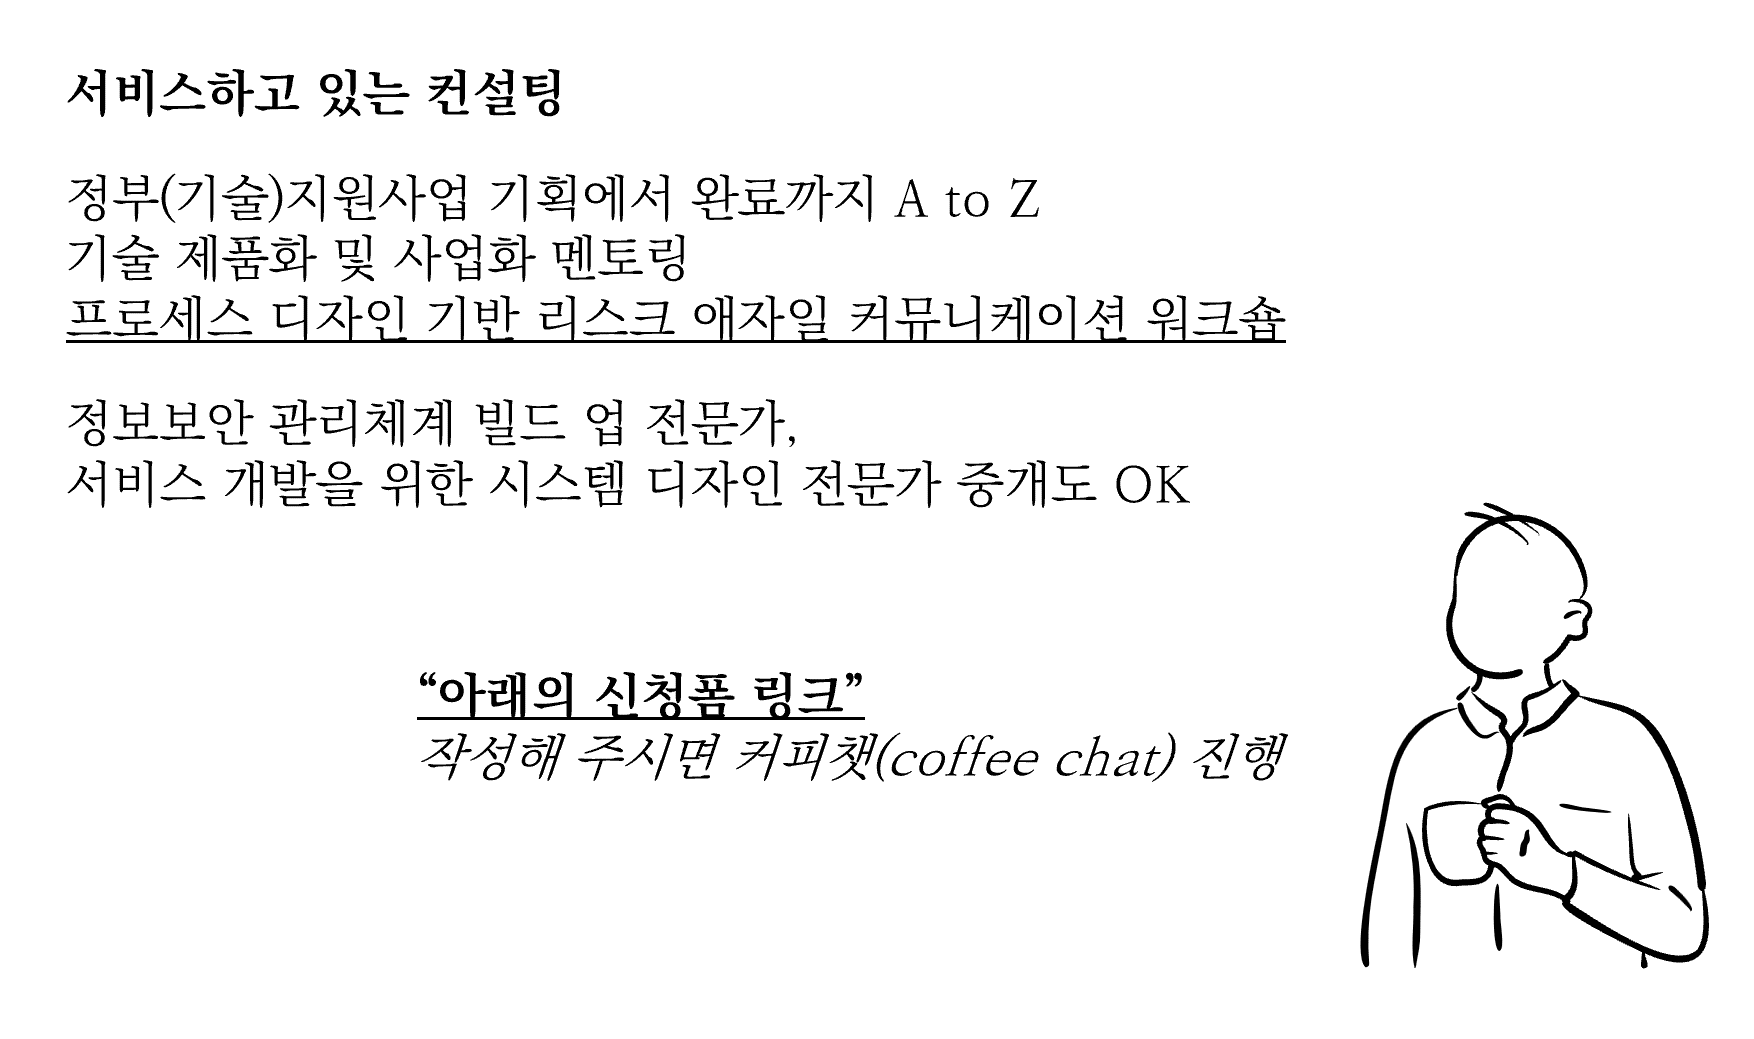 서비스하고 있는 컨설팅
정부(기술)지원사업 기획에서 완료까지 A to Z
기술 제품화 및 사업화 멘토링
프로세스 디자인 기반 리스크 애자일 커뮤니케이션 워크숍
정보보안 관리체계 빌드 업 전문가,
서비스 개발을 위한 시스템 디자인 전문가 중개도 OK
“아래의 신청폼 링크”
작성해 주시면 커피챗(coffee chat) 진행